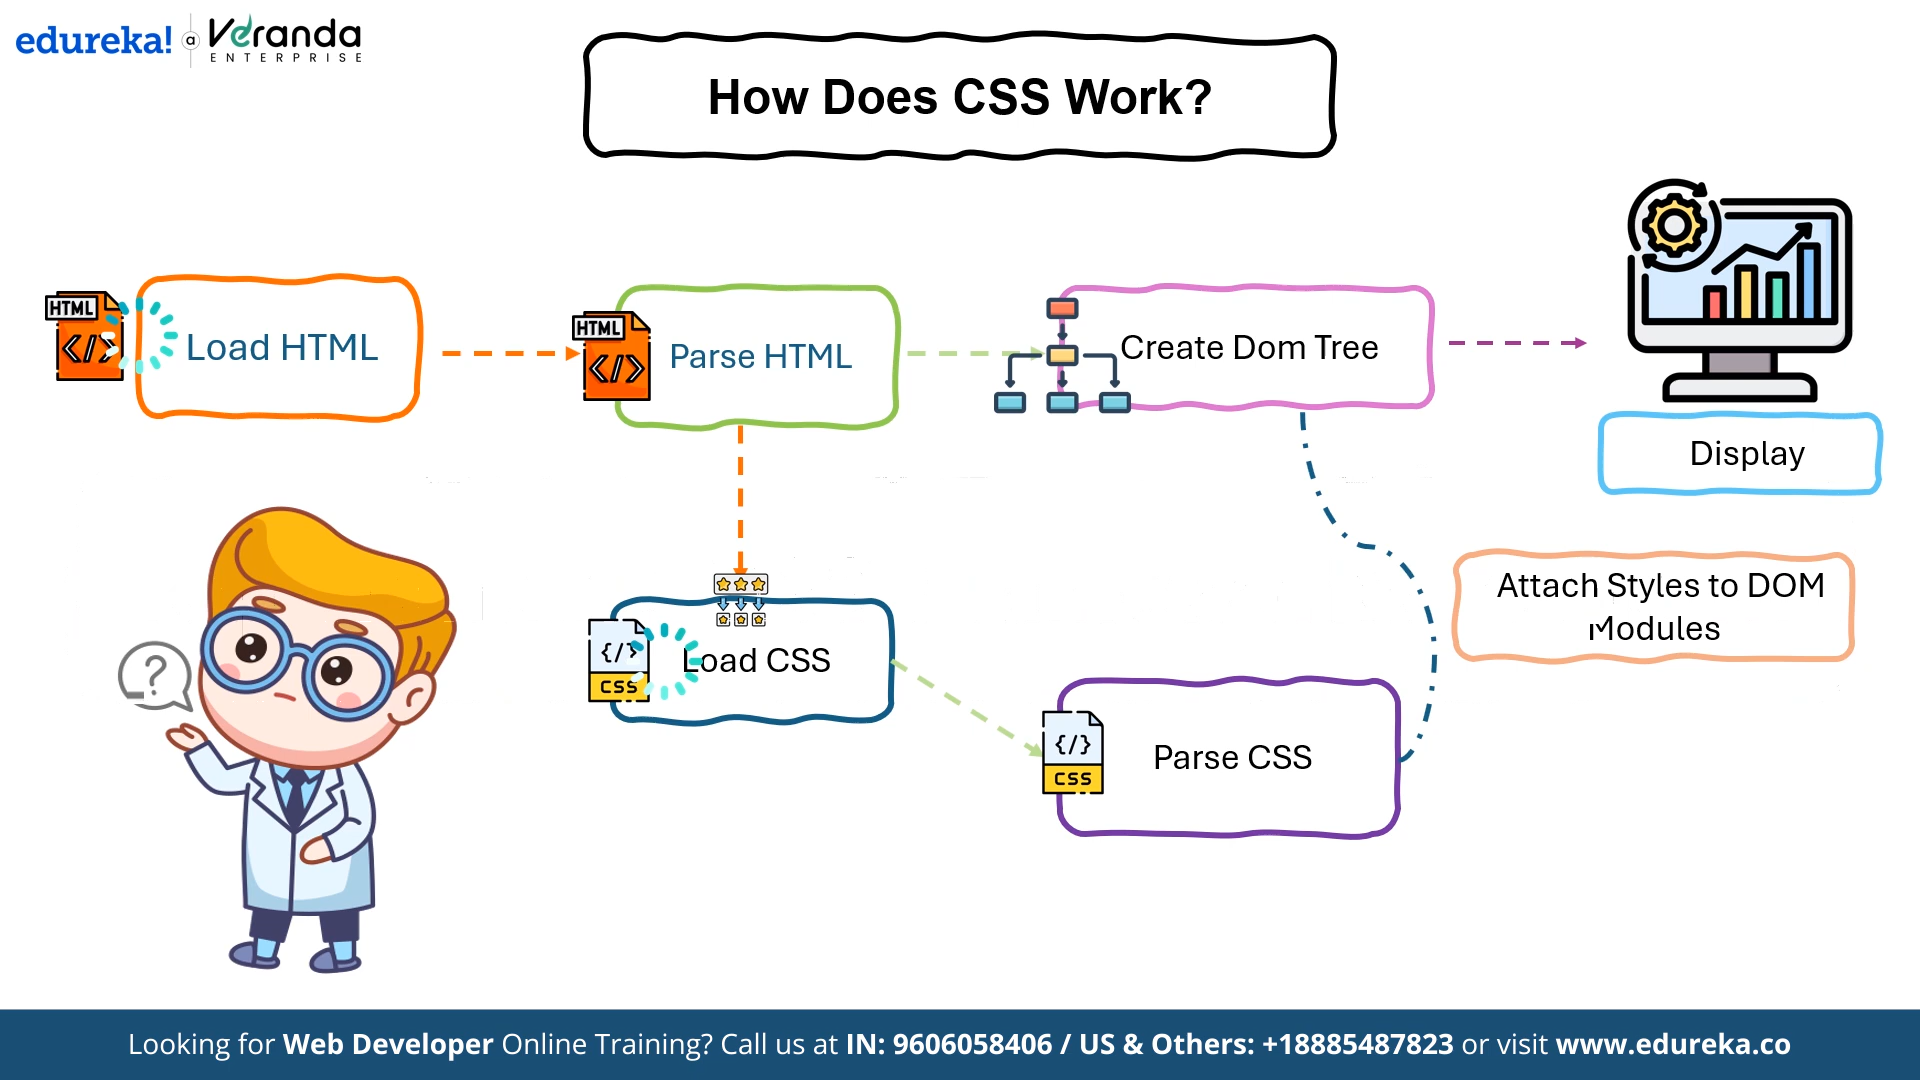 edureka! a Veranda
ENTERPRISE
How Does CSS Work?
HTML
</>
Load HTML
HTML
</>
Parse HTML
Create Dom Tree
Display
Attach Styles to DOM
Modules
{/}
CSS
Load CSS
{/}
CSS
Parse CSS
?
Looking for Web Developer Online Training? Call us at IN: 9606058406 / US & Others: +18885487823 or visit www.edureka.co